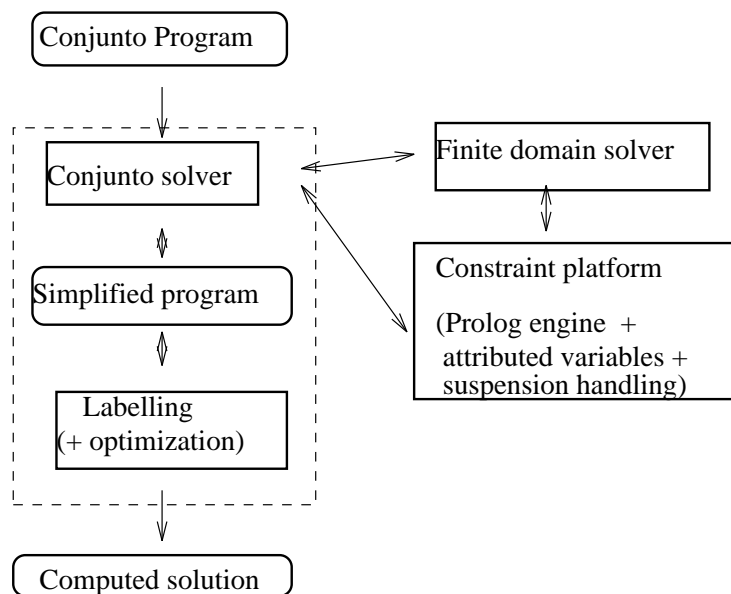 Conjunto Program
Conjunto solver
Finite domain solver
Simplified program
Constraint platform
(Prolog engine +
attributed variables +
suspension handling)
Labelling
(+ optimization)
Computed solution